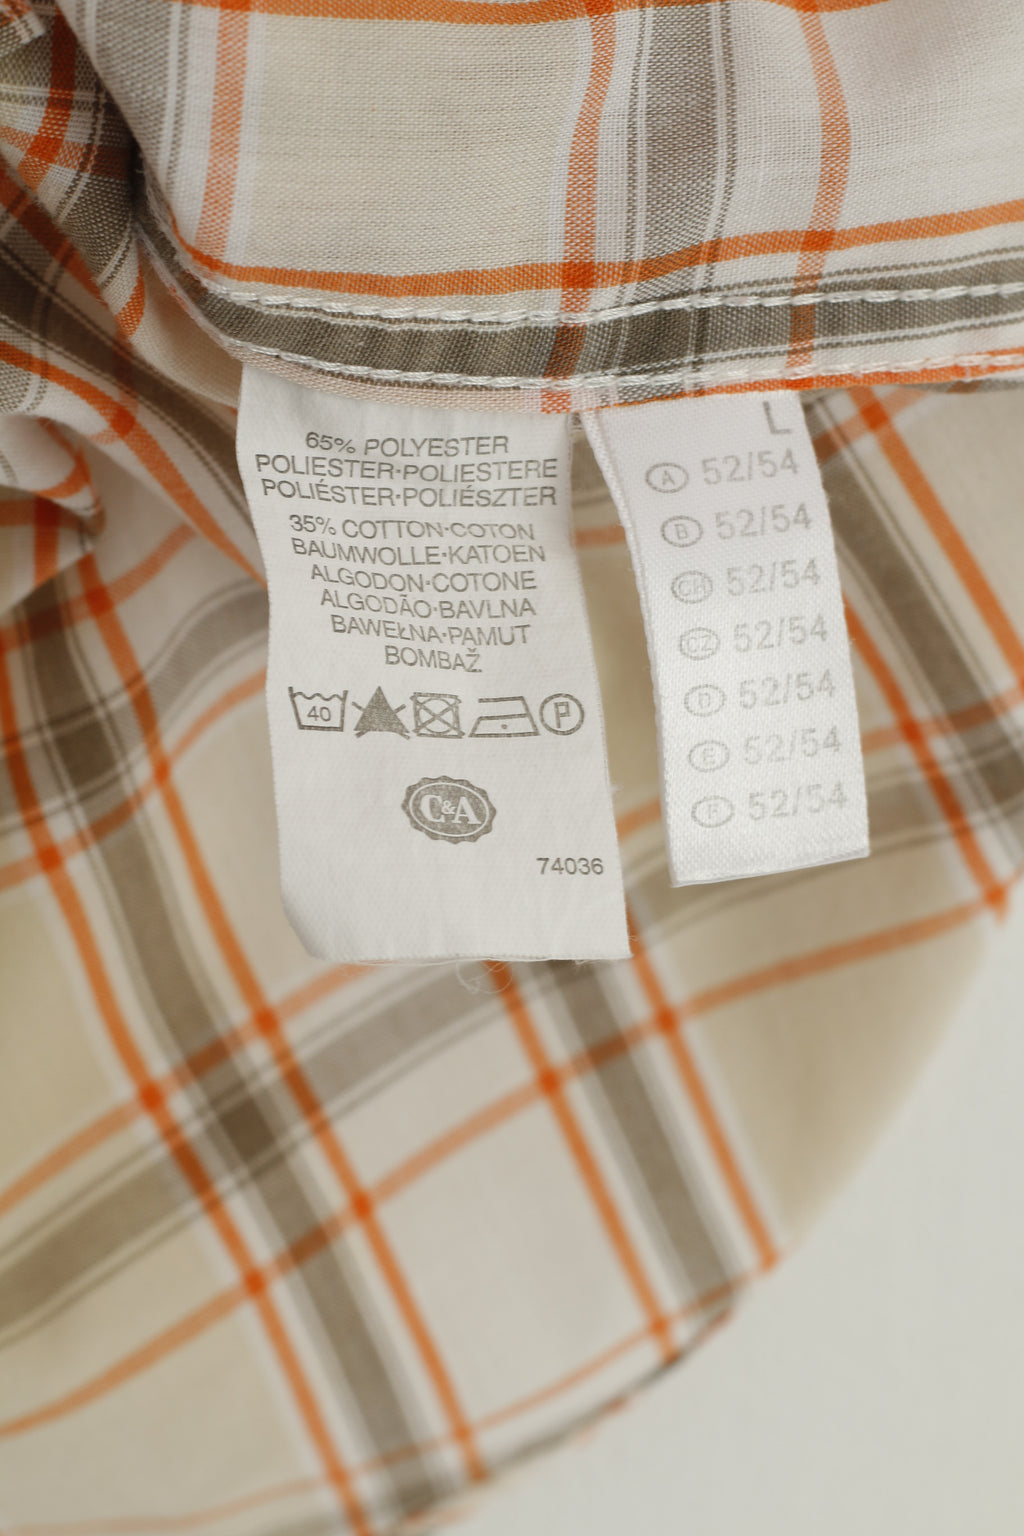 65% POLYESTER
POLIESTER·POLIESTERE
POLIÉSTER·POLIÉSZTER
35% COTTON·COTON
BAUMWOLLE·KATOEN
ALGODON·COTONE
ALGODÃO·BAVLNA
BAWEŁNA·PAMUT
BOMBAŽ
40
P
C&A
74036
L
A 52/54
B 52/54
CH 52/54
CZ 52/54
D 52/54
E 52/54
F 52/54